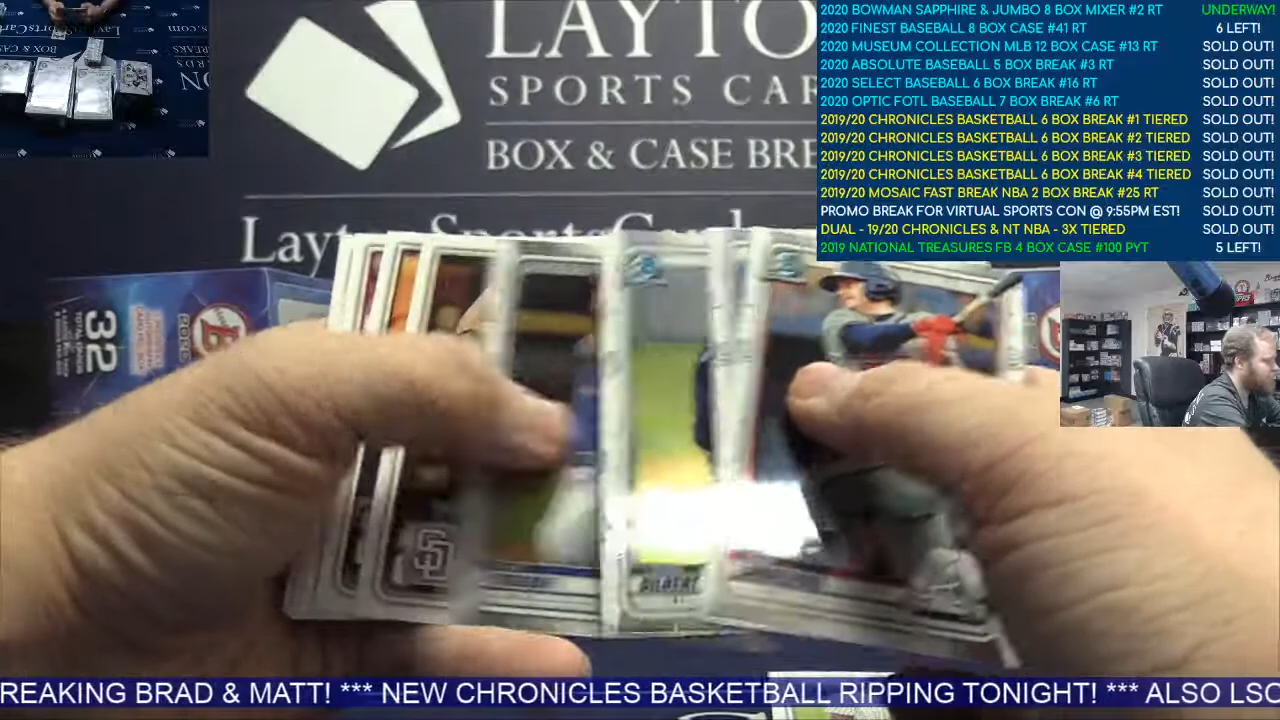 2020 BOWMAN SAPPHIRE & JUMBO 8 BOX MIXER #2 RT UNDERWAY!
2020 FINEST BASEBALL 8 BOX CASE #41 RT 6 LEFT!
2020 MUSEUM COLLECTION MLB 12 BOX CASE #13 RT SOLD OUT!
2020 ABSOLUTE BASEBALL 5 BOX BREAK #3 RT SOLD OUT!
2020 SELECT BASEBALL 6 BOX BREAK #16 RT SOLD OUT!
2020 OPTIC FOTL BASEBALL 7 BOX BREAK #6 RT SOLD OUT!
2019/20 CHRONICLES BASKETBALL 6 BOX BREAK #1 TIERED SOLD OUT!
2019/20 CHRONICLES BASKETBALL 6 BOX BREAK #2 TIERED SOLD OUT!
2019/20 CHRONICLES BASKETBALL 6 BOX BREAK #3 TIERED SOLD OUT!
2019/20 CHRONICLES BASKETBALL 6 BOX BREAK #4 TIERED SOLD OUT!
2019/20 MOSAIC FAST BREAK NBA 2 BOX BREAK #25 RT SOLD OUT!
PROMO BREAK FOR VIRTUAL SPORTS CON @ 9:55PM EST! SOLD OUT!
DUAL - 19/20 CHRONICLES & NT NBA - 3X TIERED SOLD OUT!
2019 NATIONAL TREASURES FB 4 BOX CASE #100 PYT 5 LEFT!
LAYTO
SPORTS CAR
BOX & CASE BRE
LaytonSportsCard
32
SD
GILBERT
REAKING BRAD & MATT! *** NEW CHRONICLES BASKETBALL RIPPING TONIGHT! *** ALSO LSC